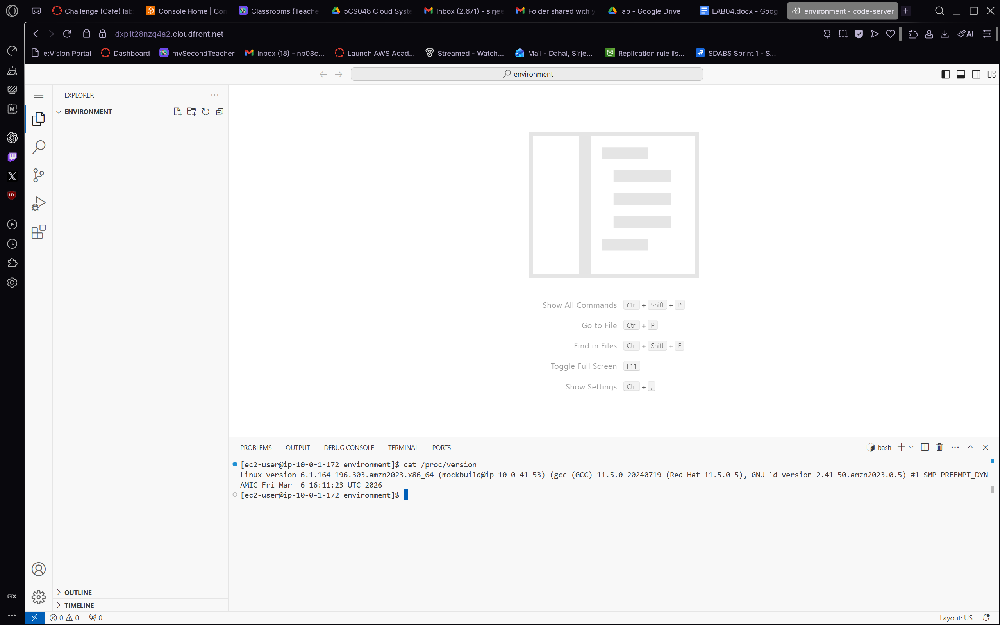 Challenge (Cafe) lab:
Console Home | Con
Classrooms (Teache
5CS048 Cloud Syste
Inbox (2,671) - sirjee
Folder shared with y
lab - Google Drive
LAB04.docx - Googl
environment - code-server
dxp1t28nzq4a2.cloudfront.net
AI
e:Vision Portal
Dashboard
mySecondTeacher
Inbox (18) - np03c...
Launch AWS Acad...
Streamed - Watch...
Mail - Dahal, Sirje...
Replication rule lis...
SDABS Sprint 1 - S...
environment
EXPLORER
ENVIRONMENT
Show All Commands Ctrl + Shift + P
Go to File Ctrl + P
Find in Files Ctrl + Shift + F
Toggle Full Screen F11
Show Settings Ctrl + ,
PROBLEMS OUTPUT DEBUG CONSOLE TERMINAL PORTS
bash
[ec2-user@ip-10-0-1-172 environment]$ cat /proc/version
Linux version 6.1.164-196.303.amzn2023.x86_64 (mockbuild@ip-10-0-41-53) (gcc (GCC) 11.5.0 20240719 (Red Hat 11.5.0-5), GNU ld version 2.41-50.amzn2023.0.5) #1 SMP PREEMPT_DYN
AMIC Fri Mar  6 16:11:23 UTC 2026
[ec2-user@ip-10-0-1-172 environment]$
OUTLINE
TIMELINE
GX
0 0 0
Layout: US